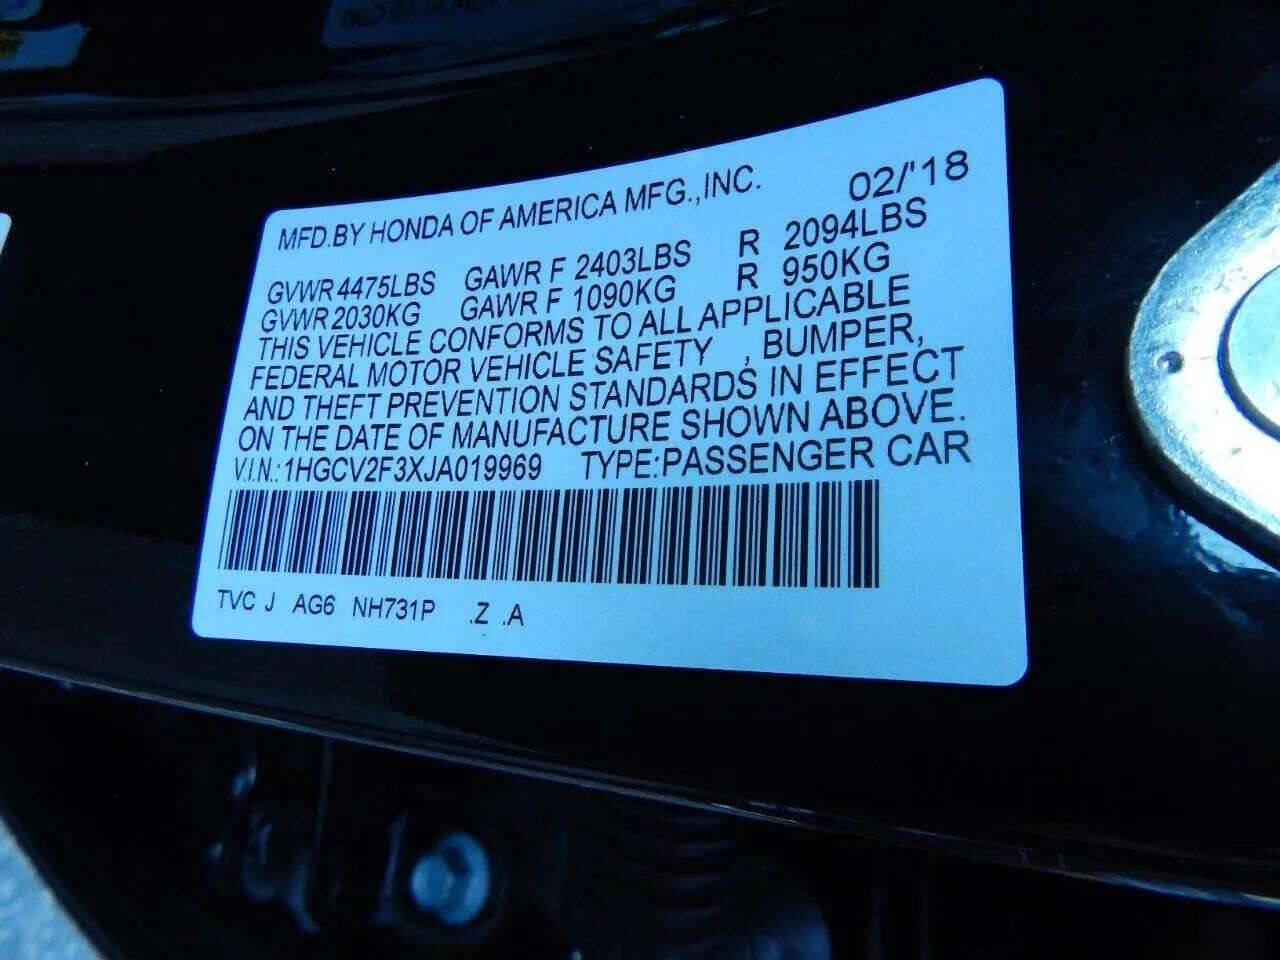 MFD.BY HONDA OF AMERICA MFG.,INC. 02/'18
GVWR 4475LBS GAWR F 2403LBS R 2094LBS
GVWR 2030KG GAWR F 1090KG R 950KG
THIS VEHICLE CONFORMS TO ALL APPLICABLE
FEDERAL MOTOR VEHICLE SAFETY , BUMPER,
AND THEFT PREVENTION STANDARDS IN EFFECT
ON THE DATE OF MANUFACTURE SHOWN ABOVE.
V.I.N.: 1HGCV2F3XJA019969 TYPE:PASSENGER CAR
TVC J AG6 NH731P .Z .A